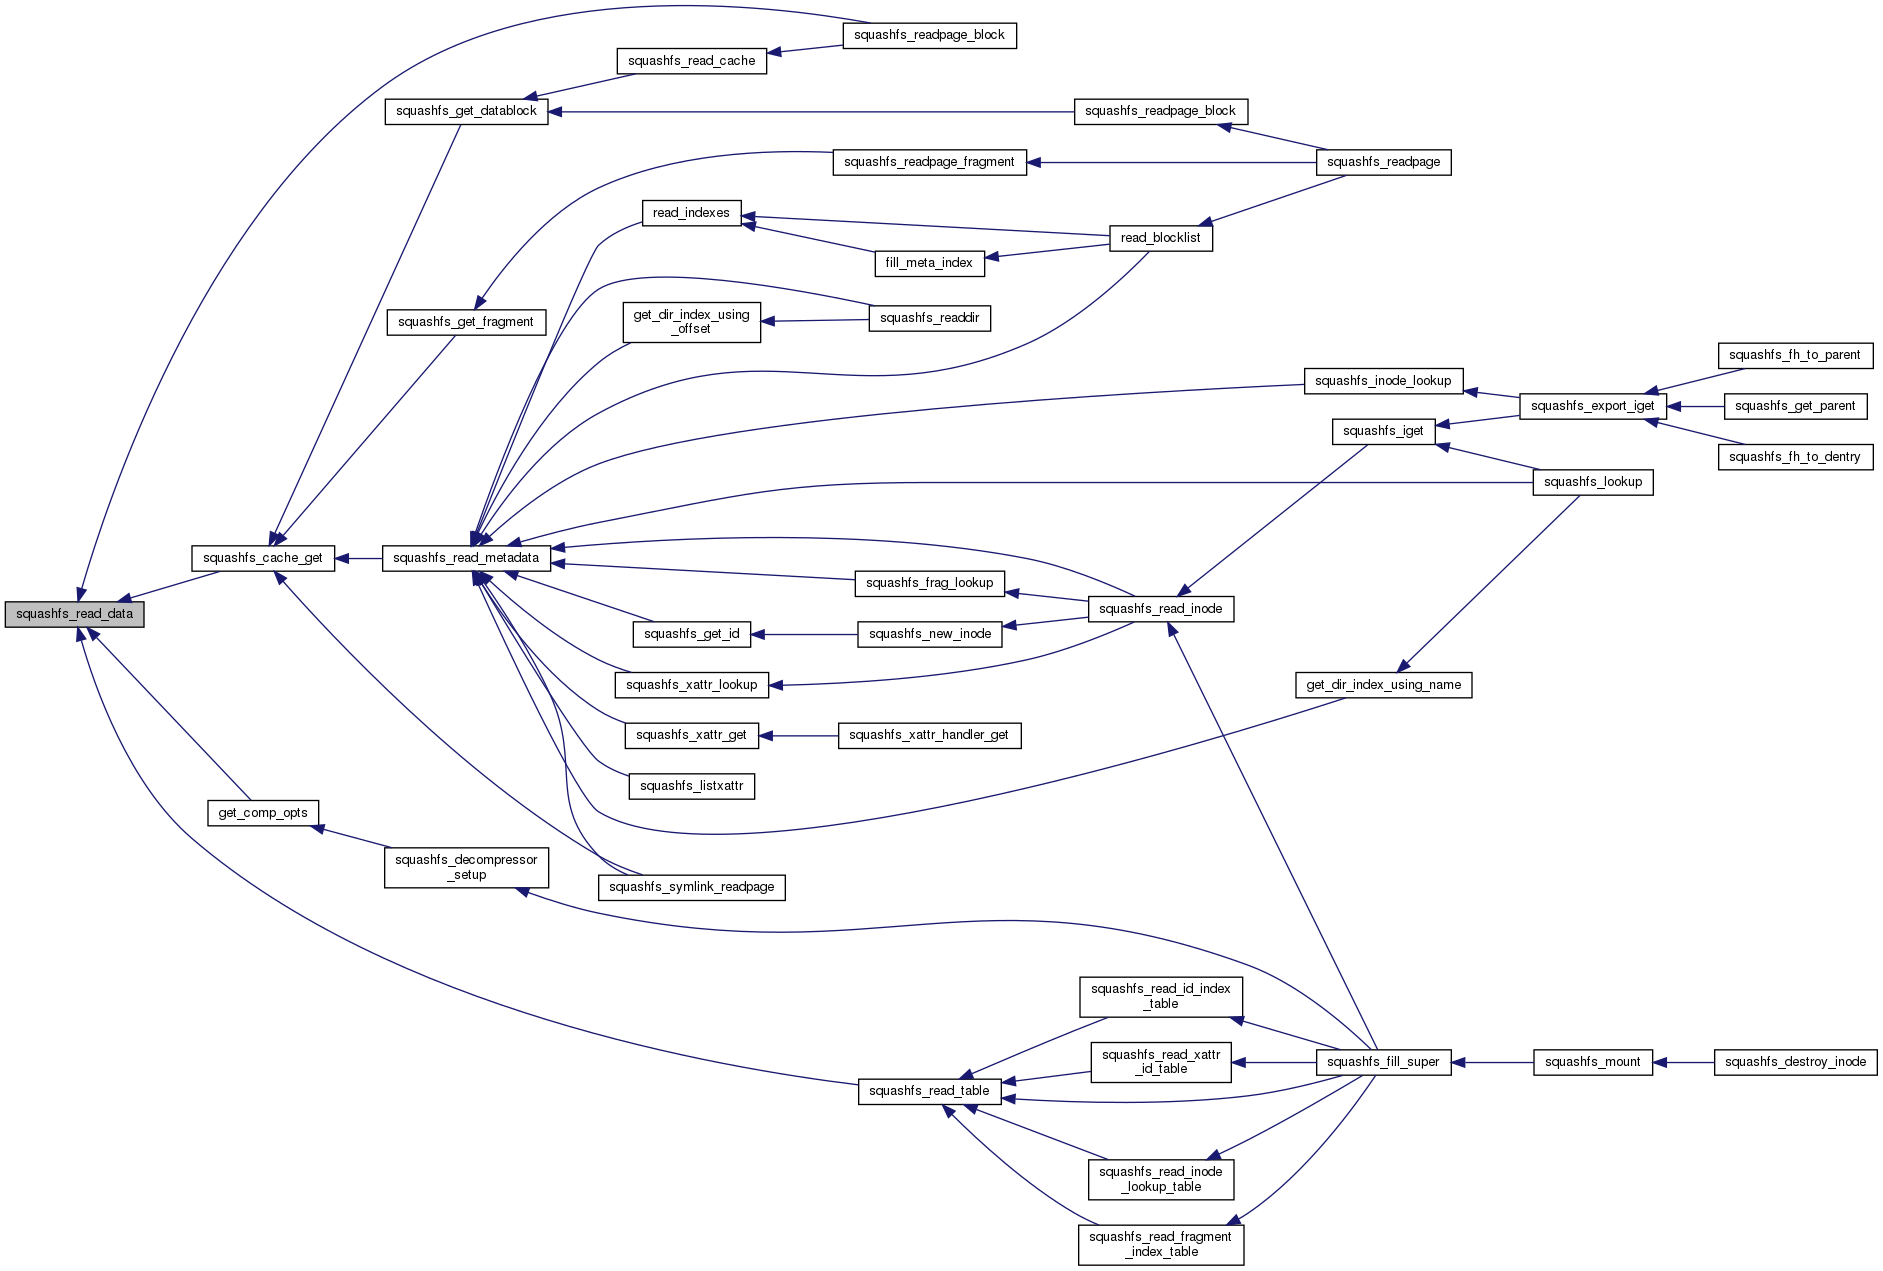 squashfs_readpage_block
squashfs_read_cache
squashfs_get_datablock
squashfs_readpage_block
squashfs_readpage_fragment
squashfs_readpage
read_indexes
read_blocklist
fill_meta_index
squashfs_get_fragment
get_dir_index_using
_offset
squashfs_readdir
squashfs_fh_to_parent
squashfs_inode_lookup
squashfs_export_iget
squashfs_get_parent
squashfs_iget
squashfs_fh_to_dentry
squashfs_lookup
squashfs_cache_get
squashfs_read_metadata
squashfs_frag_lookup
squashfs_read_data
squashfs_read_inode
squashfs_get_id
squashfs_new_inode
squashfs_xattr_lookup
get_dir_index_using_name
squashfs_xattr_get
squashfs_xattr_handler_get
squashfs_listxattr
get_comp_opts
squashfs_decompressor
_setup
squashfs_symlink_readpage
squashfs_read_id_index
_table
squashfs_read_xattr
_id_table
squashfs_fill_super
squashfs_mount
squashfs_destroy_inode
squashfs_read_table
squashfs_read_inode
_lookup_table
squashfs_read_fragment
_index_table